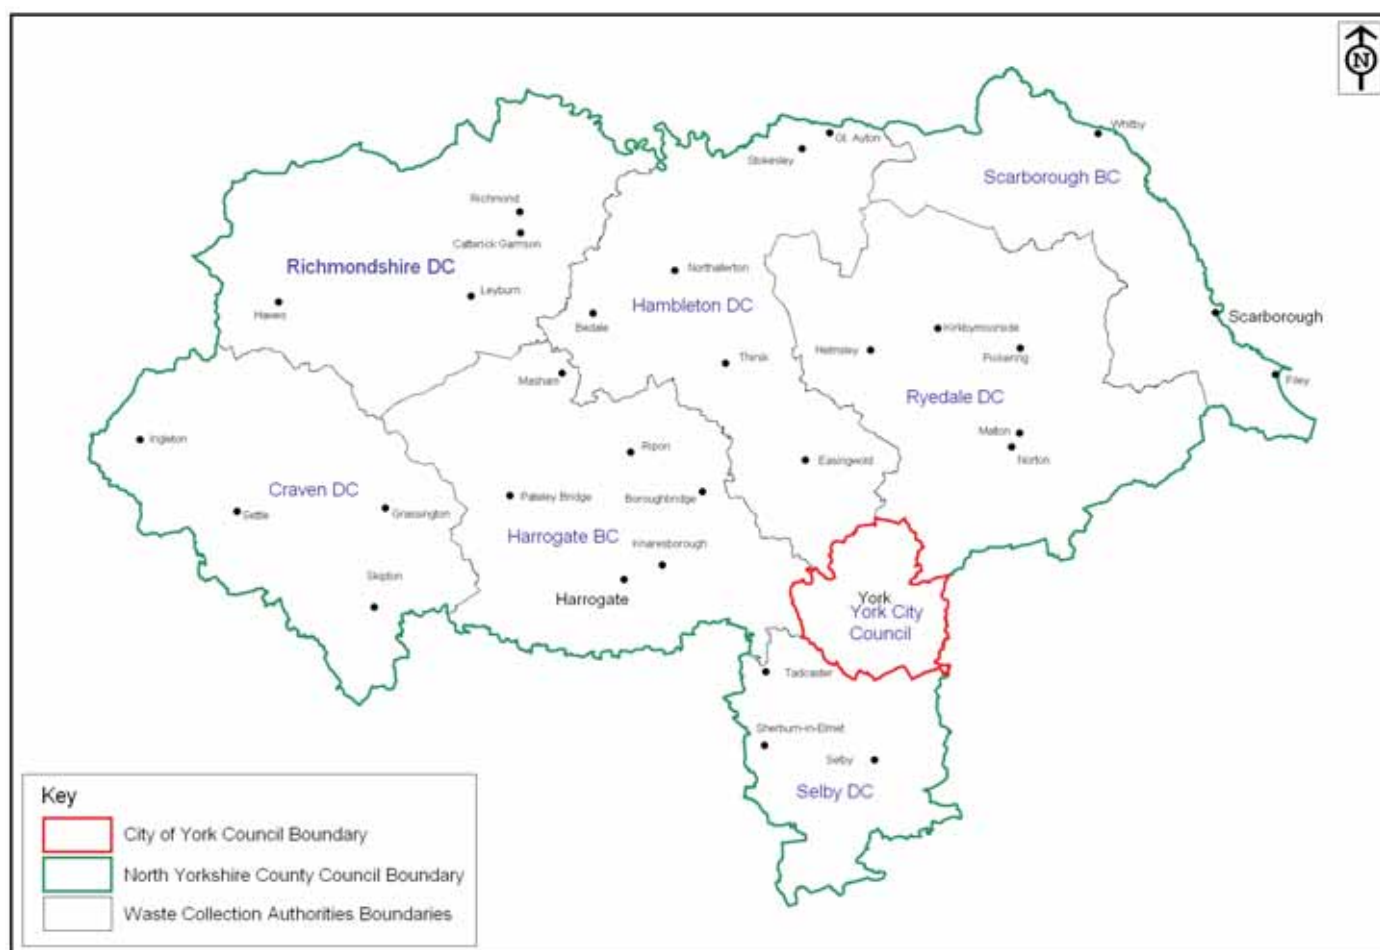 N
Whitby
Gt. Ayton
Stokesley
Scarborough BC
Richmond
Catterick Garrison
Richmondshire DC
Northallerton
Leyburn
Hawes
Hambleton DC
Bedale
Scarborough
Kirkbymoorside
Helmsley
Pickering
Thirsk
Masham
Filey
Ryedale DC
Ingleton
Malton
Ripon
Norton
Easingwold
Craven DC
Pateley Bridge
Boroughbridge
Settle
Grassington
Harrogate BC
Knaresborough
Skipton
Harrogate
York
York City
Council
Tadcaster
Sherburn-in-Elmet
Selby
Selby DC
Key
City of York Council Boundary
North Yorkshire County Council Boundary
Waste Collection Authorities Boundaries